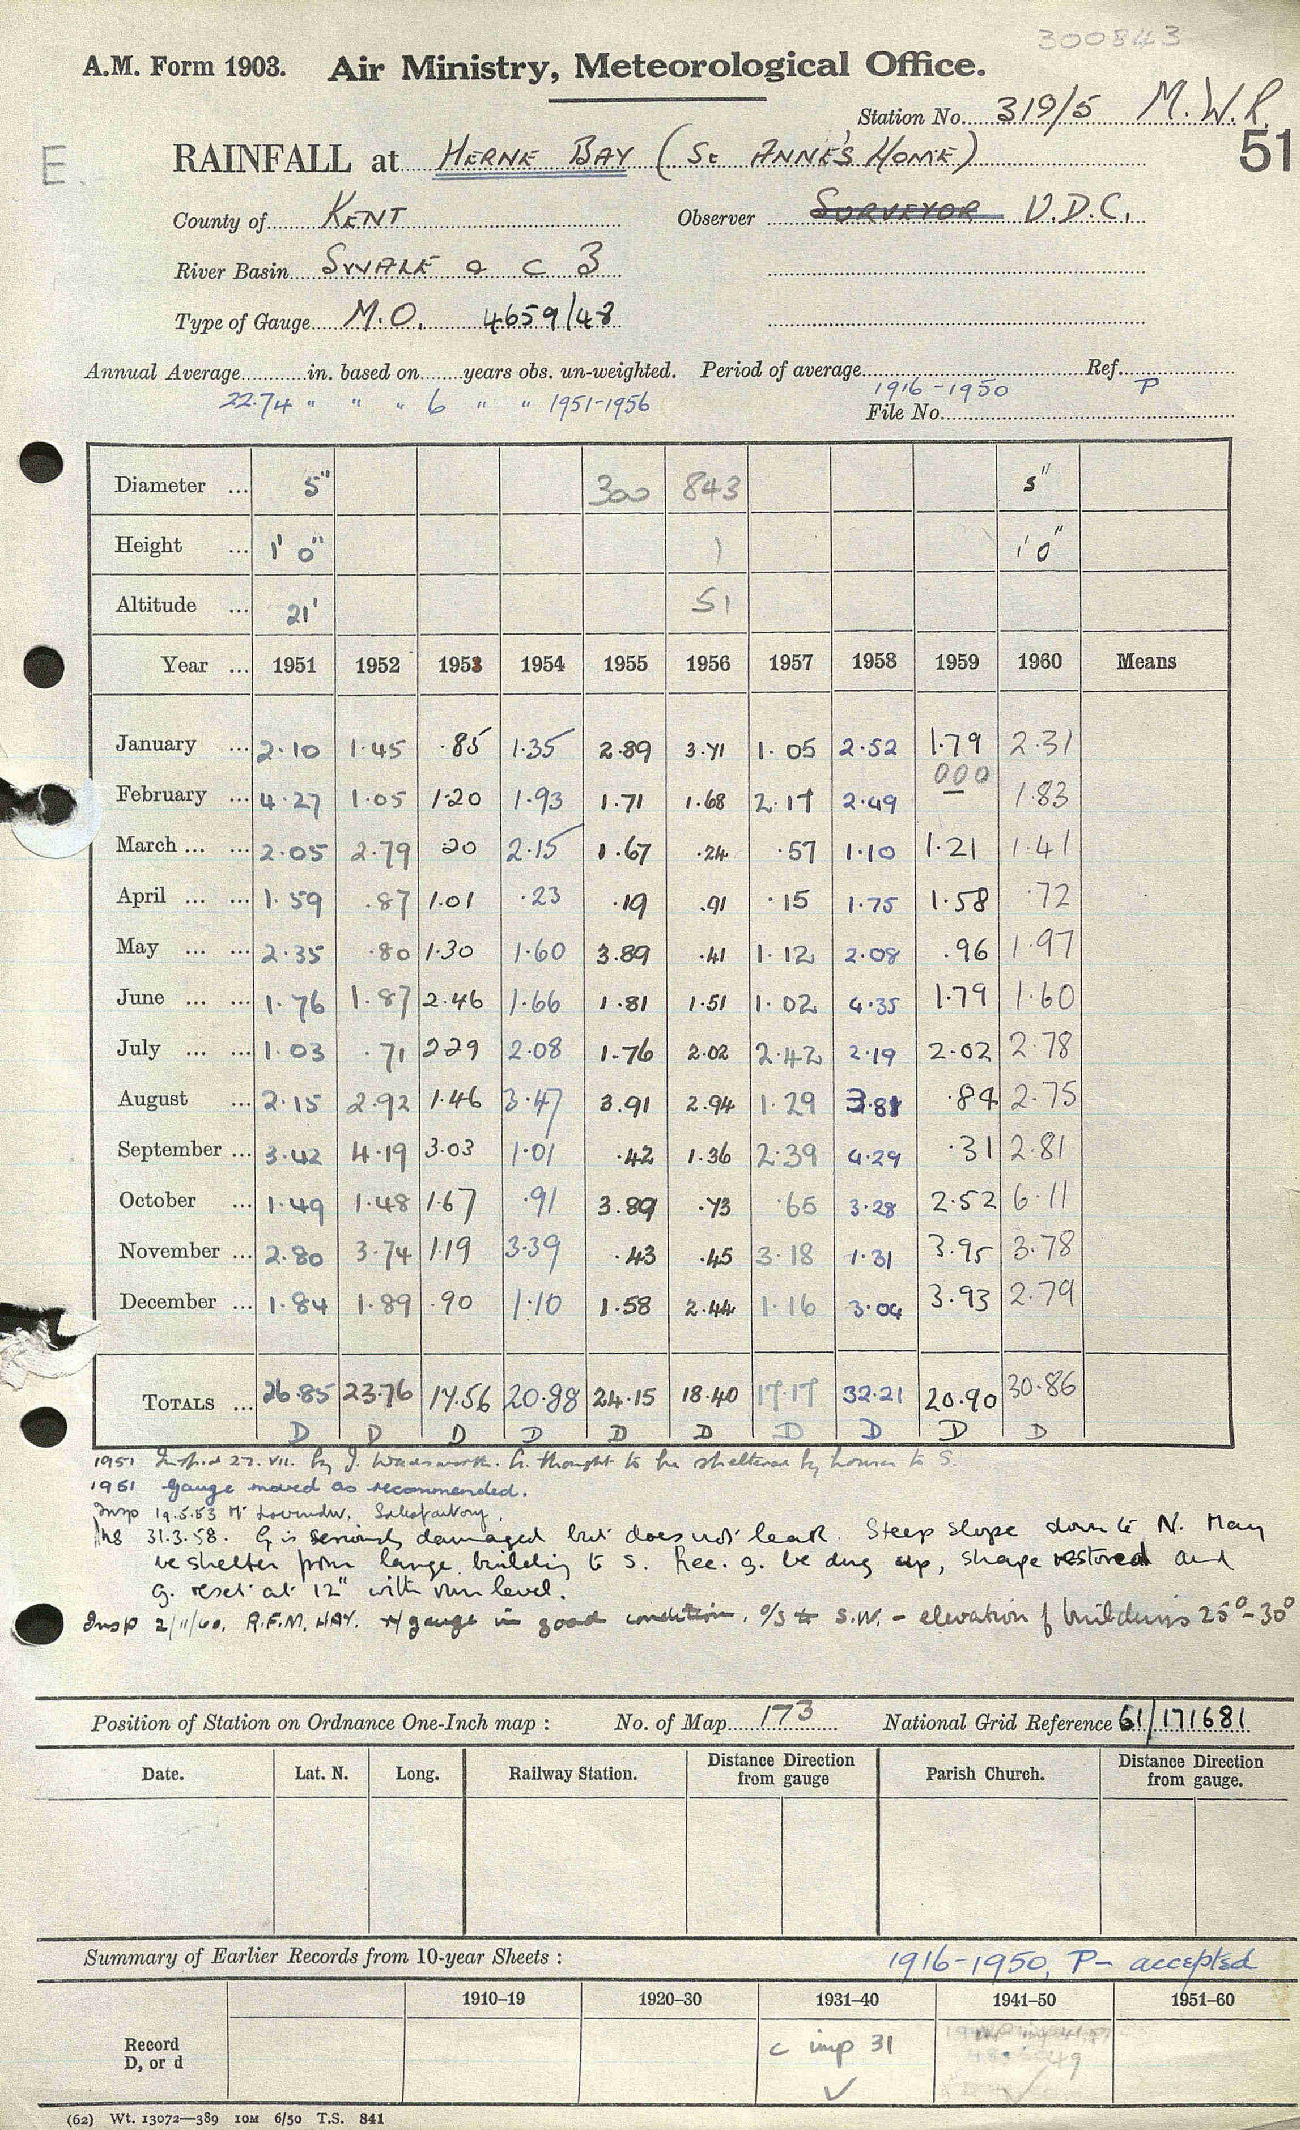 300843
A.M. Form 1903. Air Ministry, Meteorological Office.
Station No. 319/5 M.W.R.
51
E
RAINFALL at HERNE BAY (St ANNE'S HOME)
County of KENT Observer SURVEYOR U.D.C.
River Basin SWALE a c 3
Type of Gauge M.O. 4659/48
Annual Average in. based on years obs. un-weighted. Period of average 1916-1950 Ref. P
22.74 " " " 6 " " 1951-1956 File No.
Diameter ... 5" 300 843 5"
Height ... 1' 0" 1 1' 0"
Altitude ... 21' 51
Year ... 1951 1952 1953 1954 1955 1956 1957 1958 1959 1960 Means
January ... 2.10 1.45 .85 1.35 2.89 3.71 1.05 2.52 1.79 2.31
000
February ... 4.27 1.05 1.20 1.93 1.71 1.68 2.17 2.49 — 1.83
March ... ... 2.05 2.79 20 2.15 1.67 .24 .57 1.10 1.21 1.41
April ... ... 1.59 .87 1.01 .23 .19 .91 .15 1.75 1.58 .72
May ... ... 2.35 .80 1.30 1.60 3.89 .41 1.12 2.08 .96 1.97
June ... ... 1.76 1.87 2.46 1.66 1.81 1.51 1.02 4.35 1.79 1.60
July ... ... 1.03 .71 2.29 2.08 1.76 2.02 2.42 2.19 2.02 2.78
August ... 2.15 2.92 1.46 3.47 3.91 2.94 1.29 3.81 .84 2.75
September ... 3.42 4.19 3.03 1.01 .42 1.36 2.39 4.29 .31 2.81
October ... 1.49 1.48 1.67 .91 3.89 .73 .65 3.28 2.52 6.11
November ... 2.80 3.74 1.19 3.39 .43 .45 3.18 1.31 3.95 3.78
December ... 1.84 1.89 .90 1.10 1.58 2.44 1.16 3.04 3.93 2.79
TOTALS ... 26.85 23.76 17.56 20.88 24.15 18.40 17.17 32.21 20.90 30.86
D D D D D D D D D D
1951 Insp'd 27.VII. by J. Wadsworth. G. thought to be sheltered by houses to S.
1951 Gauge moved as recommended.
Insp 19.5.53 Mr Satisfactory.
Ins 31.3.58. G is seriously damaged but does not leak. Steep slope down to N. May
be shelter from large building to S. Rec. g. be dug up, shape restored and
g. reset at 12" with rim level.
Insp 2/11/60. R.F.M. HAY. gauge in good condition. o/s to S.W. - elevation of buildings 25°-30°
Position of Station on Ordnance One-Inch map : No. of Map 173 National Grid Reference 61/171681
Date. Lat. N. Long. Railway Station. Distance Direction from gauge Parish Church. Distance Direction from gauge.
Summary of Earlier Records from 10-year Sheets : 1916-1950, P- accepted
1910-19 1920-30 1931-40 1941-50 1951-60
Record
D, or d
c imp 31
49
(62) Wt. 13072—389 10M 6/50 T.S. 841